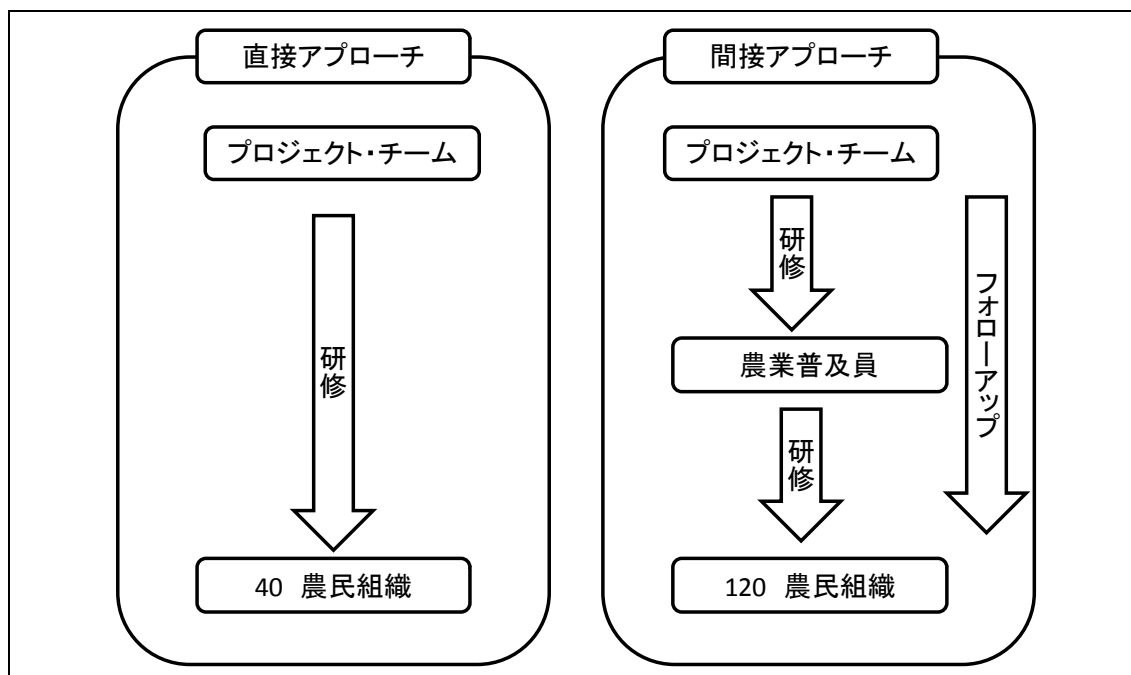 直接アプローチ
プロジェクト・チーム
研修
40 農民組織
間接アプローチ
プロジェクト・チーム
研修
フォローアップ
農業普及員
研修
120 農民組織